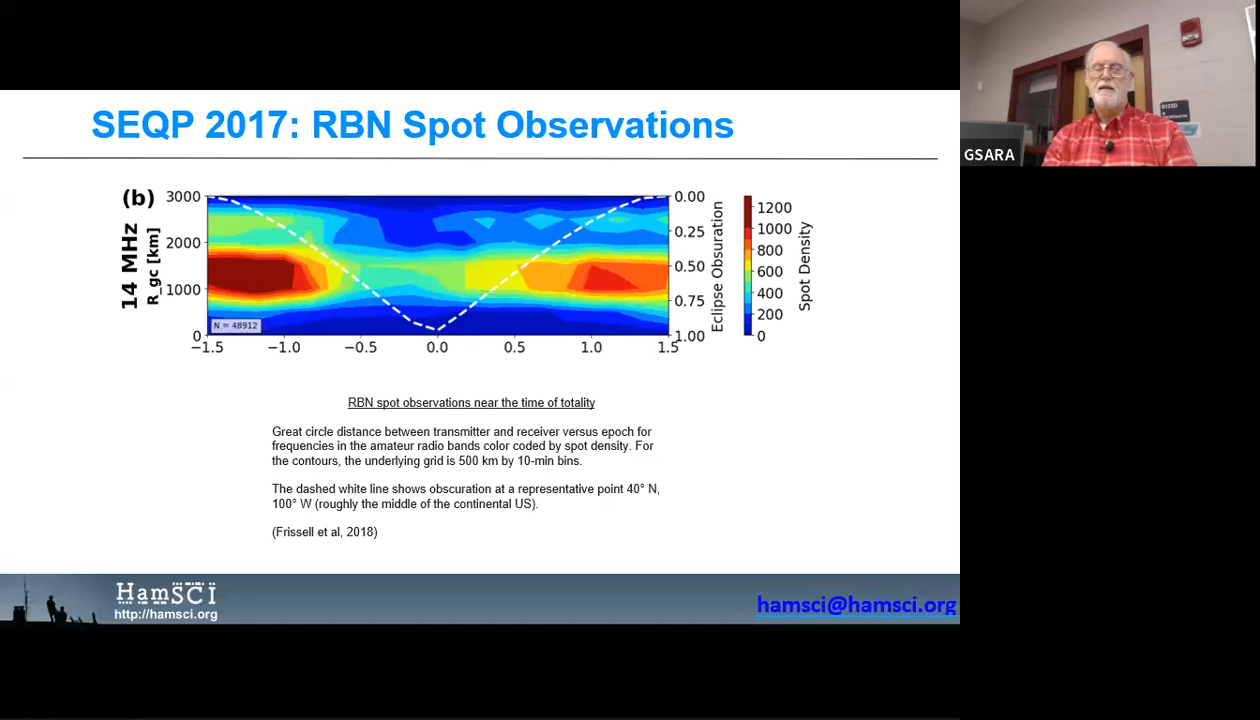 SEQP 2017: RBN Spot Observations
GSARA
(b)
14 MHz
R_gc [km]
3000
2000
1000
0
N = 48912
−1.5
−1.0
−0.5
0.0
0.5
1.0
1.5
0.00
0.25
0.50
0.75
1.00
Eclipse Obsuration
1200
1000
800
600
400
200
0
Spot Density
RBN spot observations near the time of totality
Great circle distance between transmitter and receiver versus epoch for
frequencies in the amateur radio bands color coded by spot density. For
the contours, the underlying grid is 500 km by 10-min bins.
The dashed white line shows obscuration at a representative point 40° N,
100° W (roughly the middle of the continental US).
(Frissell et al, 2018)
HamSCI
http://hamsci.org
hamsci@hamsci.org